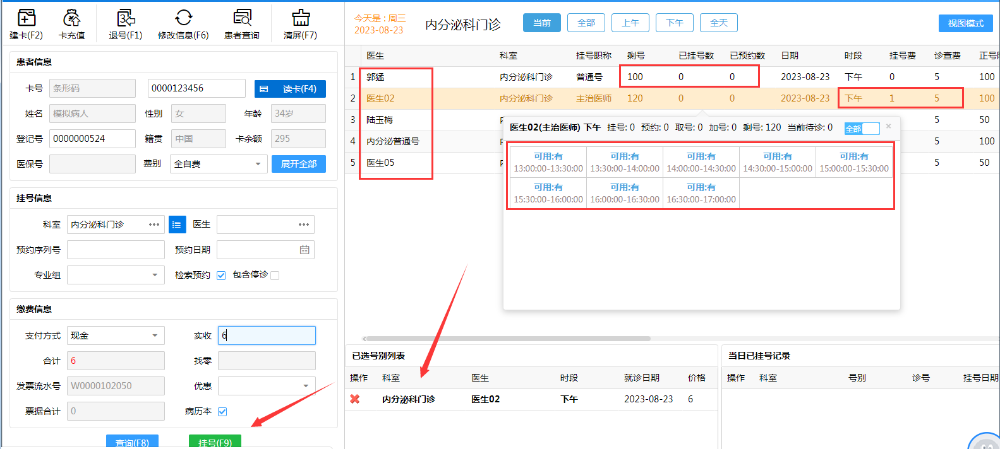 建卡(F2) 卡充值 退号(F1) 修改信息(F6) 患者查询 清屏(F7)
患者信息
卡号 条形码 0000123456 读卡(F4)
姓名 模拟病人 性别 女 年龄 34岁
登记号 0000000524 籍贯 中国 卡余额 295
医保号 费别 全自费 展开全部
挂号信息
科室 内分泌科门诊 医生
预约序列号 预约日期
专业组 检索预约 包含停诊
缴费信息
支付方式 现金 实收 6
合计 6 找零
发票流水号 W0000102050 优惠
票据合计 0 病历本
查询(F8) 挂号(F9)
今天是 : 周三
2023-08-23
内分泌科门诊 当前 全部 上午 下午 全天 视图模式
医生 科室 挂号职称 剩号 已挂号数 已预约数 日期 时段 挂号费 诊查费
1 郭猛 内分泌科门诊 普通号 100 0 0 2023-08-23 下午 0 5 100
2 医生02 内分泌科门诊 主治医师 120 0 0 2023-08-23 下午 1 5 100
3 陆玉梅 5 50
4 内分泌普通号 5 100
5 医生05 5 50
医生02(主治医师) 下午 挂号: 0 预约: 0 取号: 0 加号: 0 剩号: 120 当前待诊: 0 全部 ×
可用:有 可用:有 可用:有 可用:有 可用:有
13:00:00-13:30:00 13:30:00-14:00:00 14:00:00-14:30:00 14:30:00-15:00:00 15:00:00-15:30:00
可用:有 可用:有 可用:有
15:30:00-16:00:00 16:00:00-16:30:00 16:30:00-17:00:00
已选号别列表
操作 科室 医生 时段 就诊日期 价格
内分泌科门诊 医生02 下午 2023-08-23 6
当日已挂号记录
操作 科室 号别 诊号 挂号日期